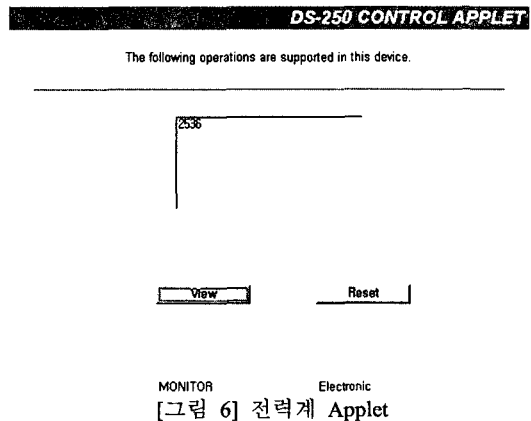 DS-250 CONTROL APPLET
The following operations are supported in this device.
2536
View Reset
MONITOR Electronic
[그림 6] 전력계 Applet